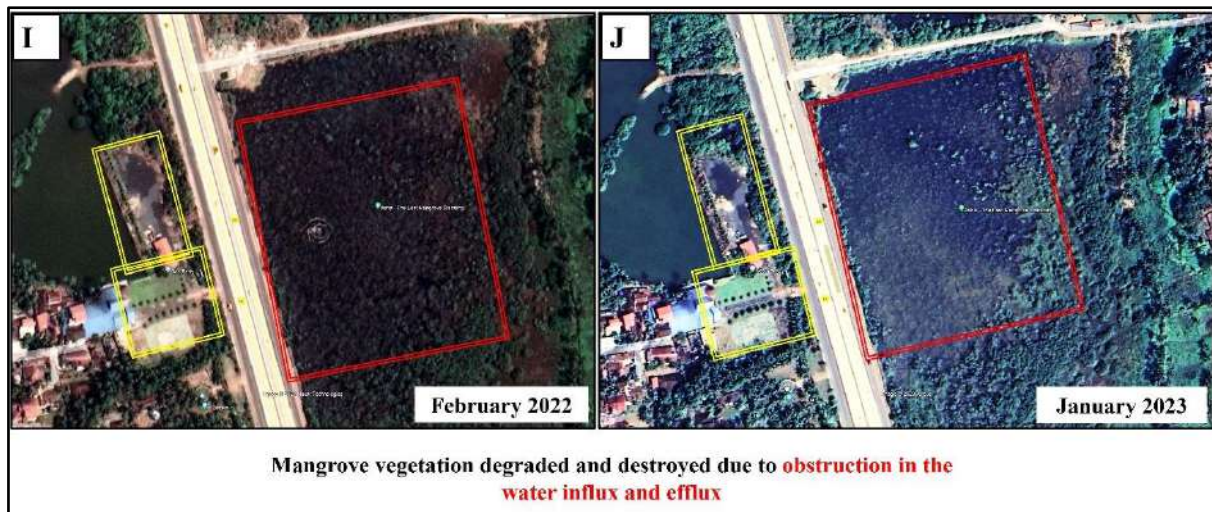 I
J
February 2022
January 2023
Mangrove vegetation degraded and destroyed due to obstruction in the
water influx and efflux